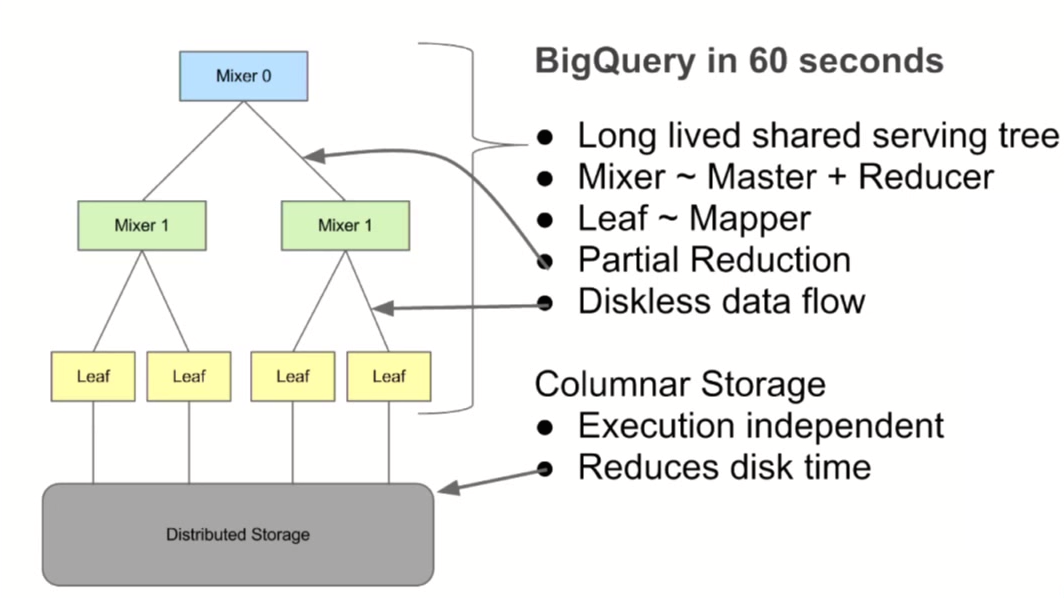 BigQuery in 60 seconds
Mixer 0
Mixer 1
Mixer 1
Leaf
Leaf
Leaf
Leaf
Distributed Storage
● Long lived shared serving tree
● Mixer ~ Master + Reducer
● Leaf ~ Mapper
● Partial Reduction
● Diskless data flow
Columnar Storage
● Execution independent
● Reduces disk time